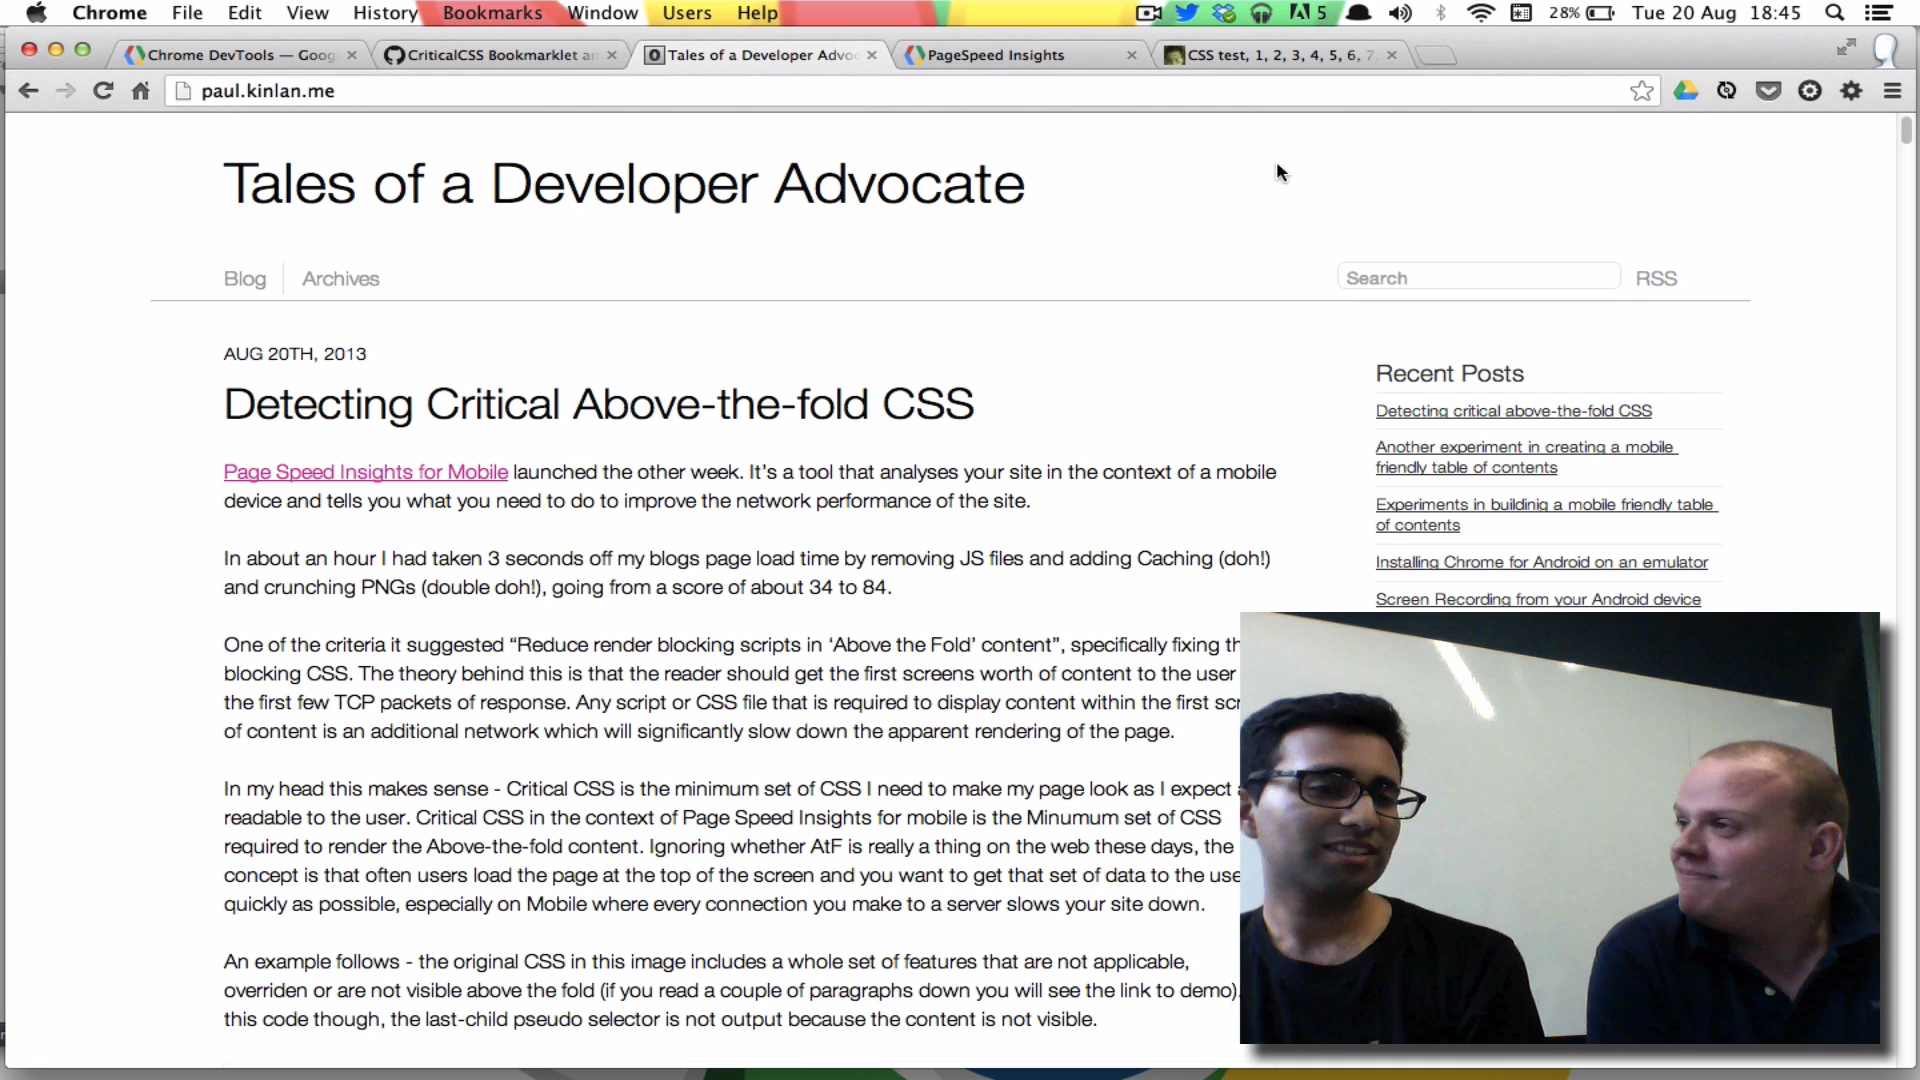 Chrome File Edit View History Bookmarks Window Users Help 5 28% Tue 20 Aug 18:45
Chrome DevTools — Goog CriticalCSS Bookmarklet an Tales of a Developer Advoc PageSpeed Insights CSS test, 1, 2, 3, 4, 5, 6, 7
paul.kinlan.me
Tales of a Developer Advocate
Blog Archives Search RSS
AUG 20TH, 2013
Detecting Critical Above-the-fold CSS
Page Speed Insights for Mobile launched the other week. It's a tool that analyses your site in the context of a mobile
device and tells you what you need to do to improve the network performance of the site.
In about an hour I had taken 3 seconds off my blogs page load time by removing JS files and adding Caching (doh!)
and crunching PNGs (double doh!), going from a score of about 34 to 84.
One of the criteria it suggested “Reduce render blocking scripts in ‘Above the Fold’ content”, specifically fixing th
blocking CSS. The theory behind this is that the reader should get the first screens worth of content to the user
the first few TCP packets of response. Any script or CSS file that is required to display content within the first scr
of content is an additional network which will significantly slow down the apparent rendering of the page.
In my head this makes sense - Critical CSS is the minimum set of CSS I need to make my page look as I expect
readable to the user. Critical CSS in the context of Page Speed Insights for mobile is the Minumum set of CSS
required to render the Above-the-fold content. Ignoring whether AtF is really a thing on the web these days, the
concept is that often users load the page at the top of the screen and you want to get that set of data to the use
quickly as possible, especially on Mobile where every connection you make to a server slows your site down.
An example follows - the original CSS in this image includes a whole set of features that are not applicable,
overriden or are not visible above the fold (if you read a couple of paragraphs down you will see the link to demo).
this code though, the last-child pseudo selector is not output because the content is not visible.
Recent Posts
Detecting critical above-the-fold CSS
Another experiment in creating a mobile
friendly table of contents
Experiments in building a mobile friendly table
of contents
Installing Chrome for Android on an emulator
Screen Recording from your Android device